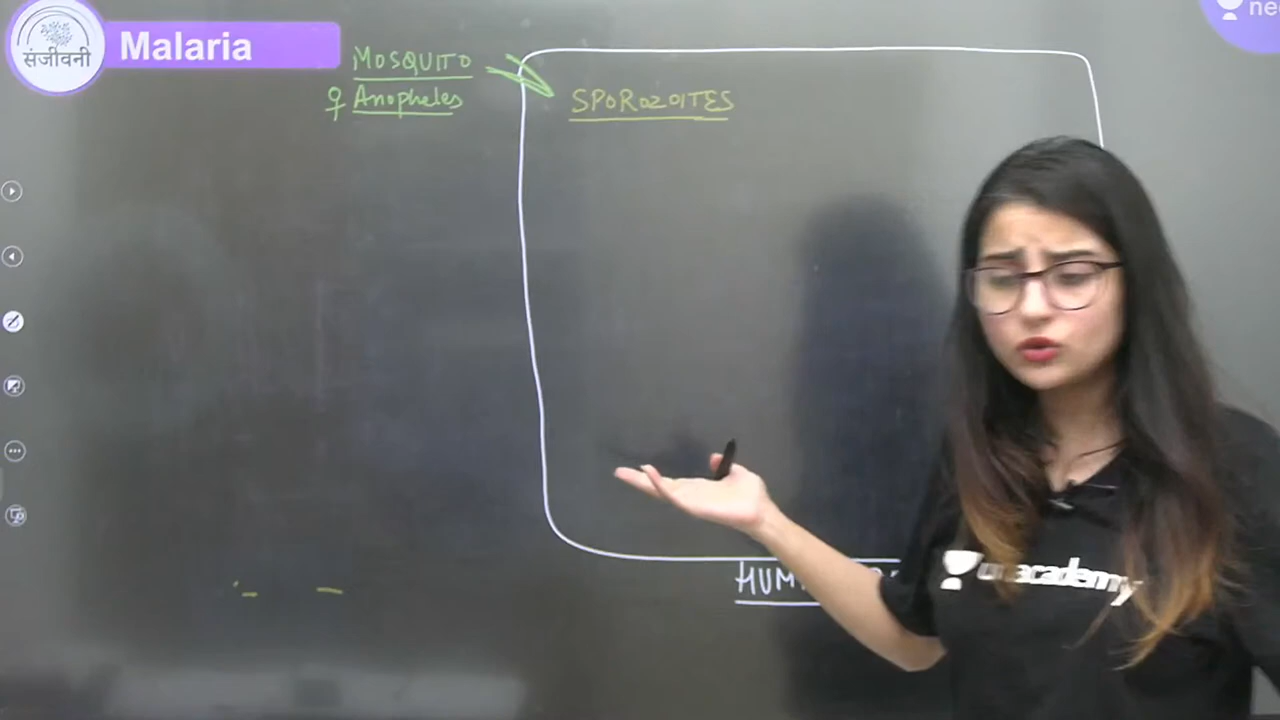 संजीवनी
Malaria
MOSQUITO
♀ Anopheles
SPOROZOITES
unacademy